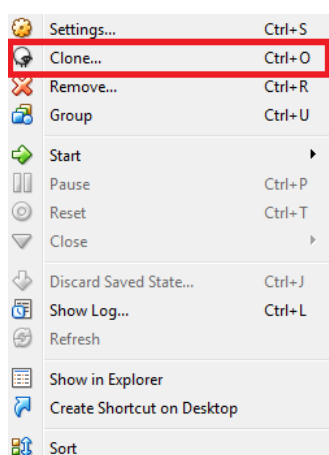 Settings... Ctrl+S
Clone... Ctrl+O
Remove... Ctrl+R
Group Ctrl+U
Start
Pause Ctrl+P
Reset Ctrl+T
Close
Discard Saved State... Ctrl+J
Show Log... Ctrl+L
Refresh
Show in Explorer
Create Shortcut on Desktop
Sort